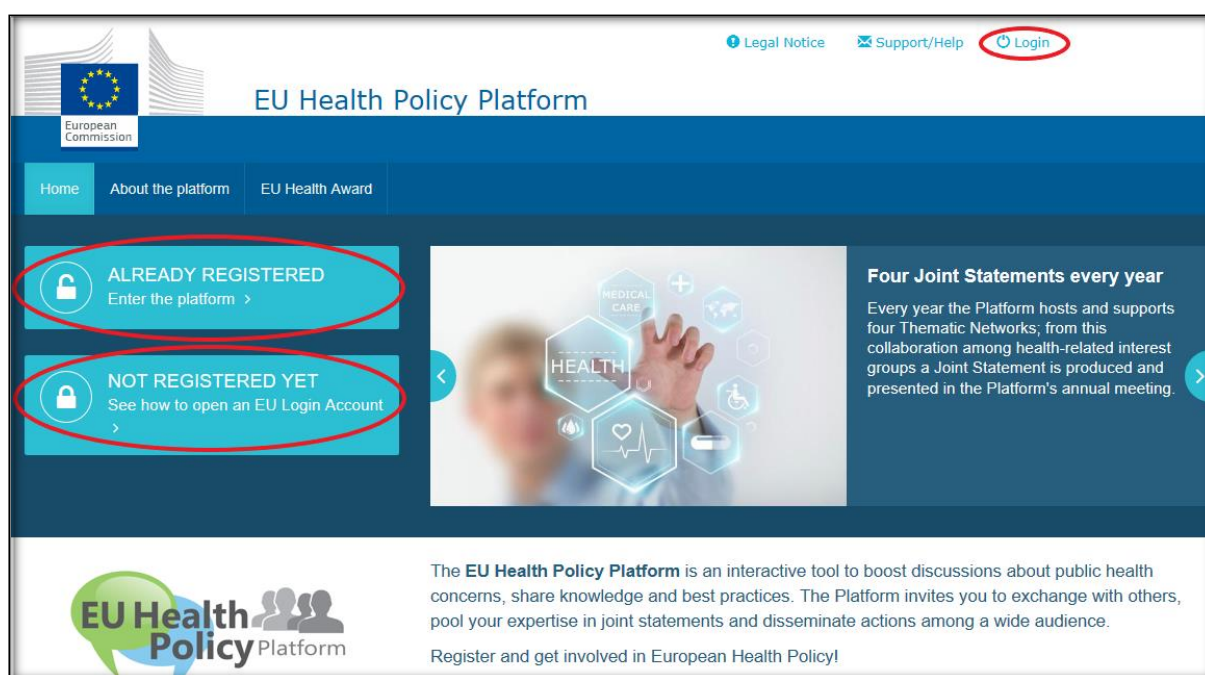 Legal Notice Support/Help Login
European
Commission
EU Health Policy Platform
Home About the platform EU Health Award
ALREADY REGISTERED
Enter the platform >
NOT REGISTERED YET
See how to open an EU Login Account
>
MEDICAL
CARE
HEALTH
Four Joint Statements every year
Every year the Platform hosts and supports
four Thematic Networks; from this
collaboration among health-related interest
groups a Joint Statement is produced and
presented in the Platform's annual meeting.
EU Health
Policy Platform
The EU Health Policy Platform is an interactive tool to boost discussions about public health
concerns, share knowledge and best practices. The Platform invites you to exchange with others,
pool your expertise in joint statements and disseminate actions among a wide audience.
Register and get involved in European Health Policy!